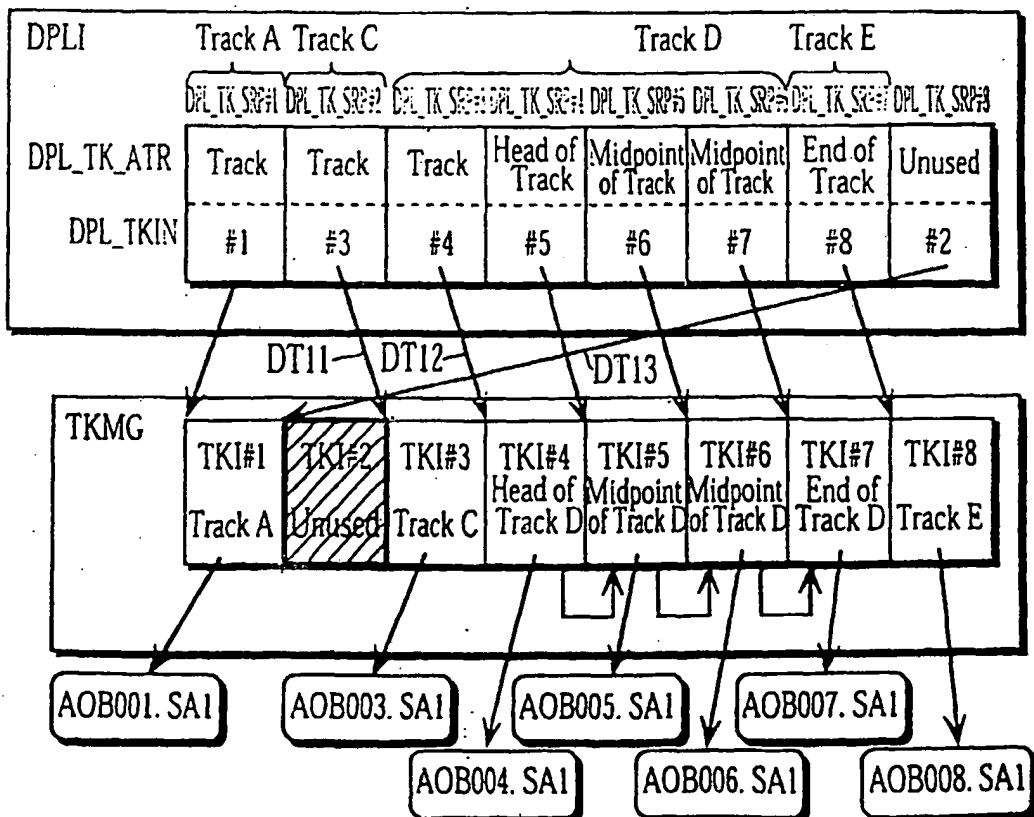 DPLI
Track A Track C Track D Track E
DPL_TK_SRP#1 DPL_TK_SRP#2 DPL_TK_SRP DPL_TK_SRP DPL_TK_SRP#5 DPL_TK_SRP DPL_TK_SRP DPL_TK_SRP#8
DPL_TK_ATR Track Track Track Head of Track Midpoint of Track Midpoint of Track End of Track Unused
DPL_TKIN #1 #3 #4 #5 #6 #7 #8 #2
DT11 DT12 DT13
TKMG
TKI#1 TKI#2 TKI#3 TKI#4 TKI#5 TKI#6 TKI#7 TKI#8
Track A Unused Track C Head of Track D Midpoint of Track D Midpoint of Track D End of Track D Track E
AOB001. SA1 AOB003. SA1 AOB005. SA1 AOB007. SA1
AOB004. SA1 AOB006. SA1 AOB008. SA1